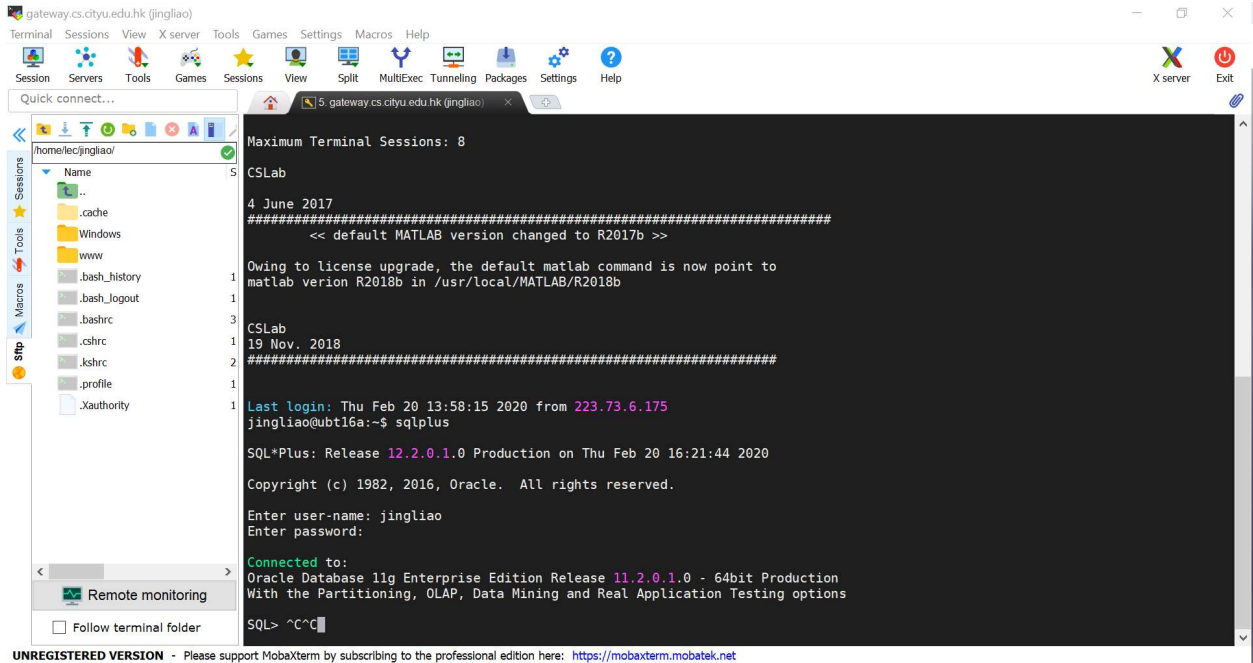 gateway.cs.cityu.edu.hk (jingliao)
Terminal Sessions View X server Tools Games Settings Macros Help
Session Servers Tools Games Sessions View Split MultiExec Tunneling Packages Settings Help X server Exit
Quick connect...
5. gateway.cs.cityu.edu.hk (jingliao)
Sessions
Tools
Macros
Sftp
/home/lec/jingliao/
Name S
..
.cache
Windows
www
.bash_history 1
.bash_logout 1
.bashrc 3
.cshrc 1
.kshrc 2
.profile 1
.Xauthority 1
Remote monitoring
Follow terminal folder
Maximum Terminal Sessions: 8
CSLab
4 June 2017
###########################################################################
<< default MATLAB version changed to R2017b >>
Owing to license upgrade, the default matlab command is now point to
matlab verion R2018b in /usr/local/MATLAB/R2018b
CSLab
19 Nov. 2018
####################################################################
Last login: Thu Feb 20 13:58:15 2020 from 223.73.6.175
jingliao@ubt16a:~$ sqlplus
SQL*Plus: Release 12.2.0.1.0 Production on Thu Feb 20 16:21:44 2020
Copyright (c) 1982, 2016, Oracle.  All rights reserved.
Enter user-name: jingliao
Enter password:
Connected to:
Oracle Database 11g Enterprise Edition Release 11.2.0.1.0 - 64bit Production
With the Partitioning, OLAP, Data Mining and Real Application Testing options
SQL> ^C^C
UNREGISTERED VERSION - Please support MobaXterm by subscribing to the professional edition here: https://mobaxterm.mobatek.net